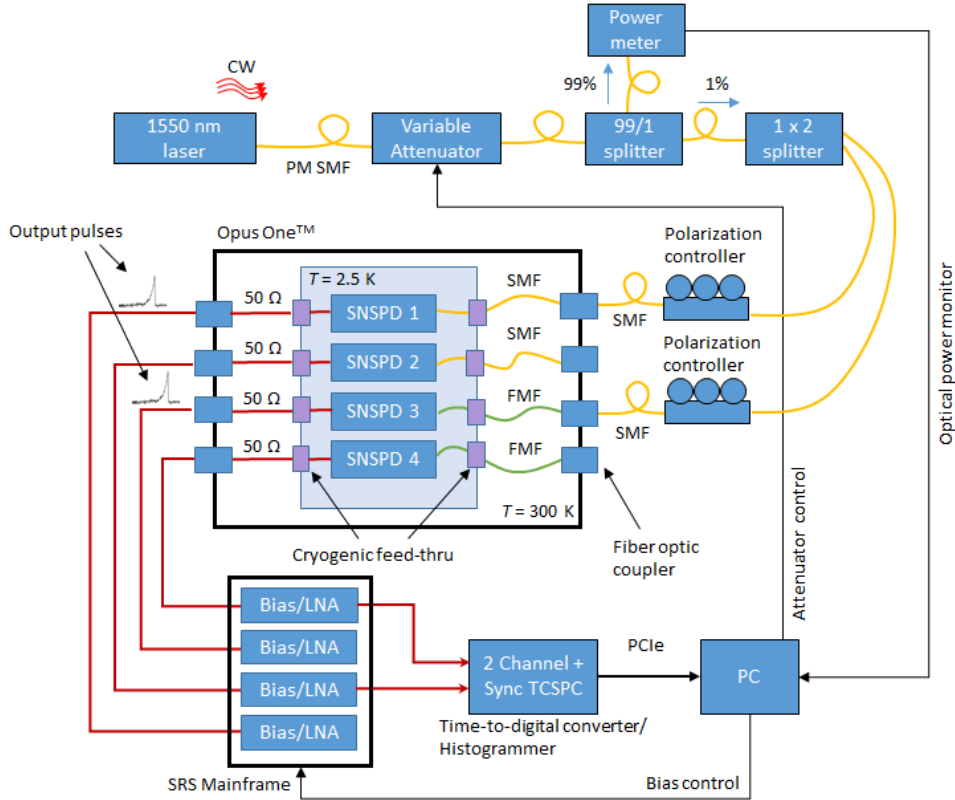 Power
meter
CW
99%
1%
1550 nm
laser
Variable
Attenuator
99/1
splitter
1 x 2
splitter
PM SMF
Output pulses
Opus One™
Polarization
controller
T = 2.5 K
SMF
50 Ω
SNSPD 1
SMF
50 Ω
SNSPD 2
SMF
Polarization
controller
50 Ω
SNSPD 3
FMF
SMF
50 Ω
SNSPD 4
FMF
T = 300 K
Cryogenic feed-thru
Fiber optic
coupler
Optical power monitor
Attenuator control
Bias/LNA
Bias/LNA
Bias/LNA
Bias/LNA
2 Channel +
Sync TCSPC
PCIe
PC
Time-to-digital converter/
Histogrammer
SRS Mainframe
Bias control